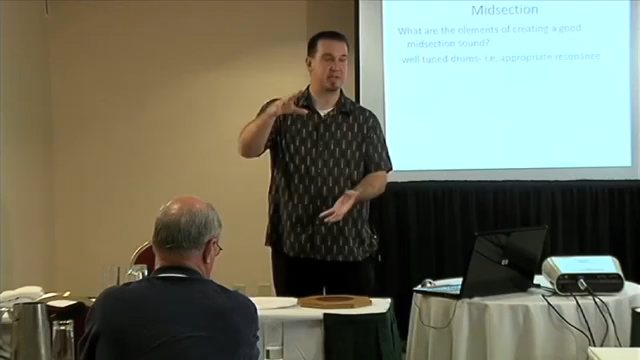 Midsection
What are the elements of creating a good
midsection sound?
-well tuned drums- i.e. appropriate resonance